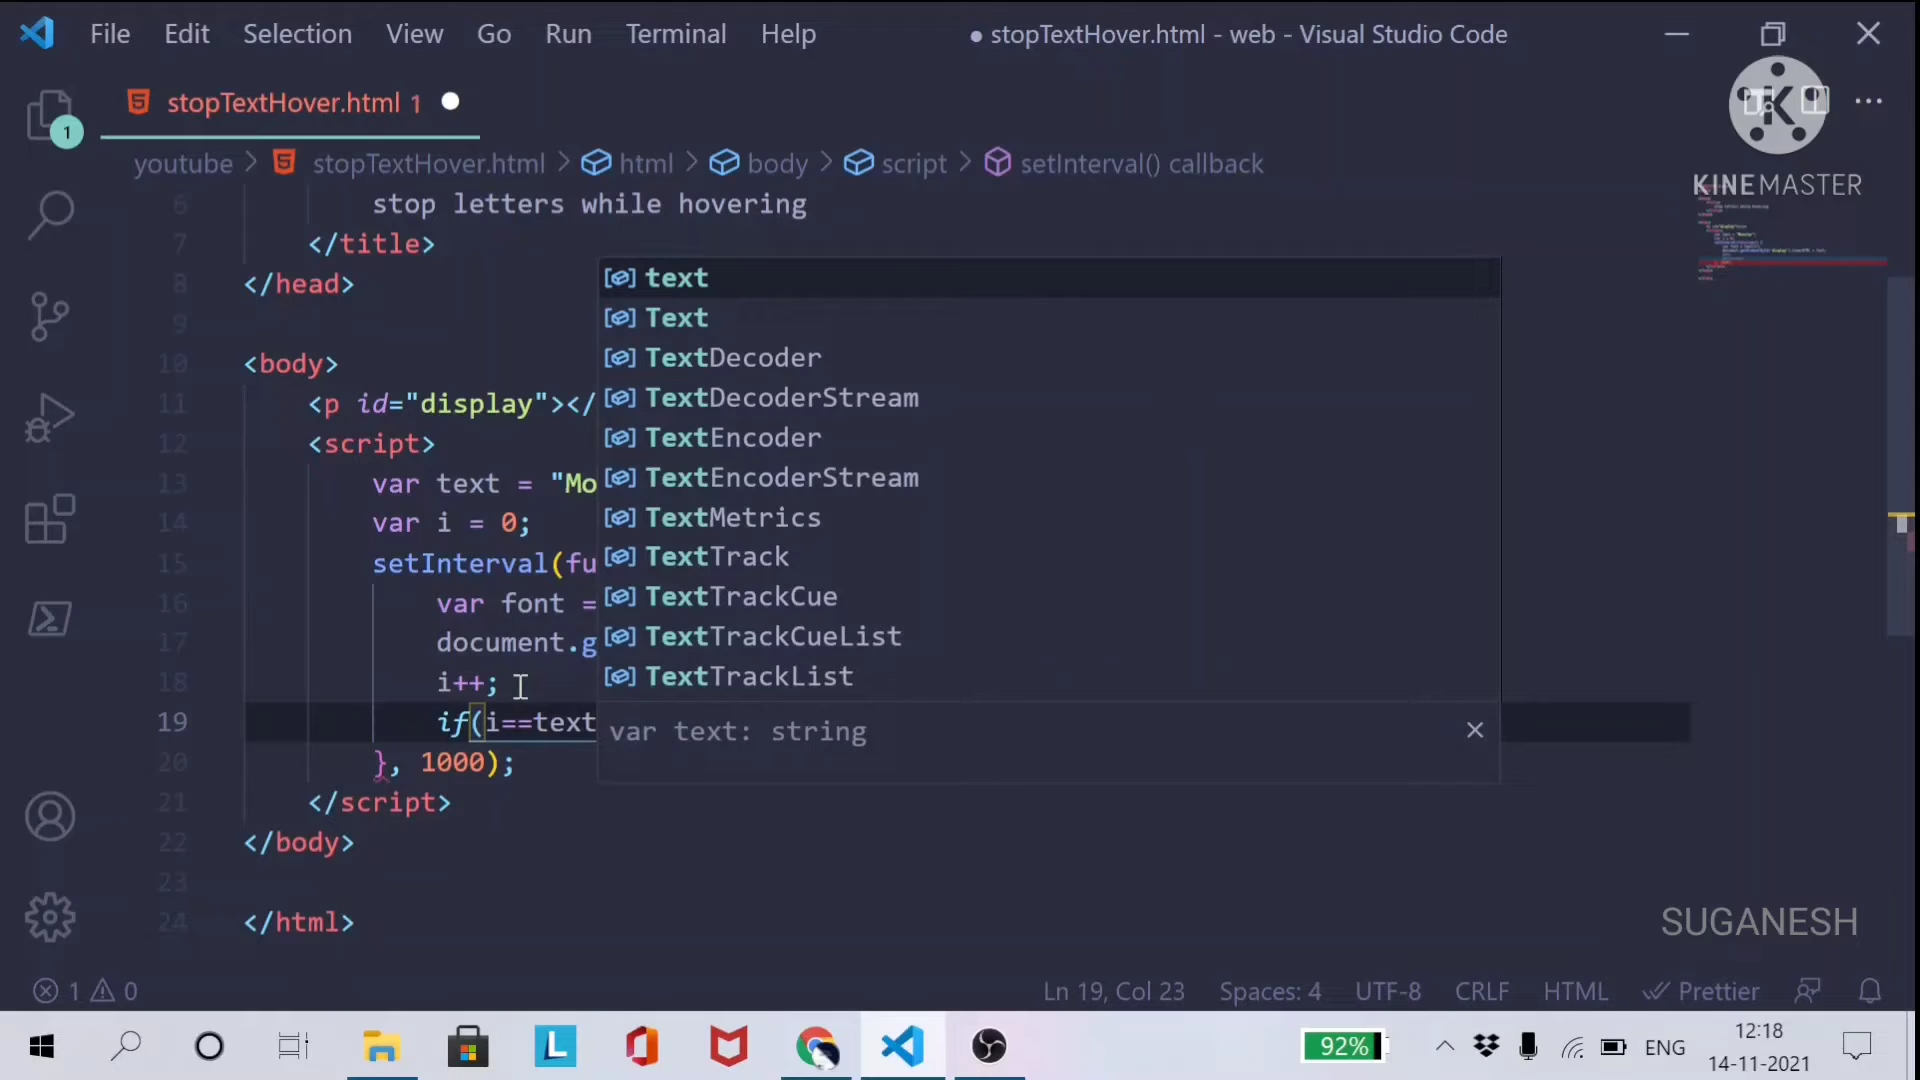 File Edit Selection View Go Run Terminal Help ● stopTextHover.html - web - Visual Studio Code
stopTextHover.html 1
1
K
KINEMASTER
youtube > stopTextHover.html > html > body > script > setInterval() callback
6 stop letters while hovering
7 </title>
8 </head>
9
10 <body>
11 <p id="display"></
12 <script>
13 var text = "Mo
14 var i = 0;
15 setInterval(fu
16 var font =
17 document.g
18 i++;
19 if(i==text
20 }, 1000);
21 </script>
22 </body>
23
24 </html>
text
Text
TextDecoder
TextDecoderStream
TextEncoder
TextEncoderStream
TextMetrics
TextTrack
TextTrackCue
TextTrackCueList
TextTrackList
var text: string
SUGANESH
1 0 Ln 19, Col 23 Spaces: 4 UTF-8 CRLF HTML Prettier
L 92% ENG 12:18
14-11-2021